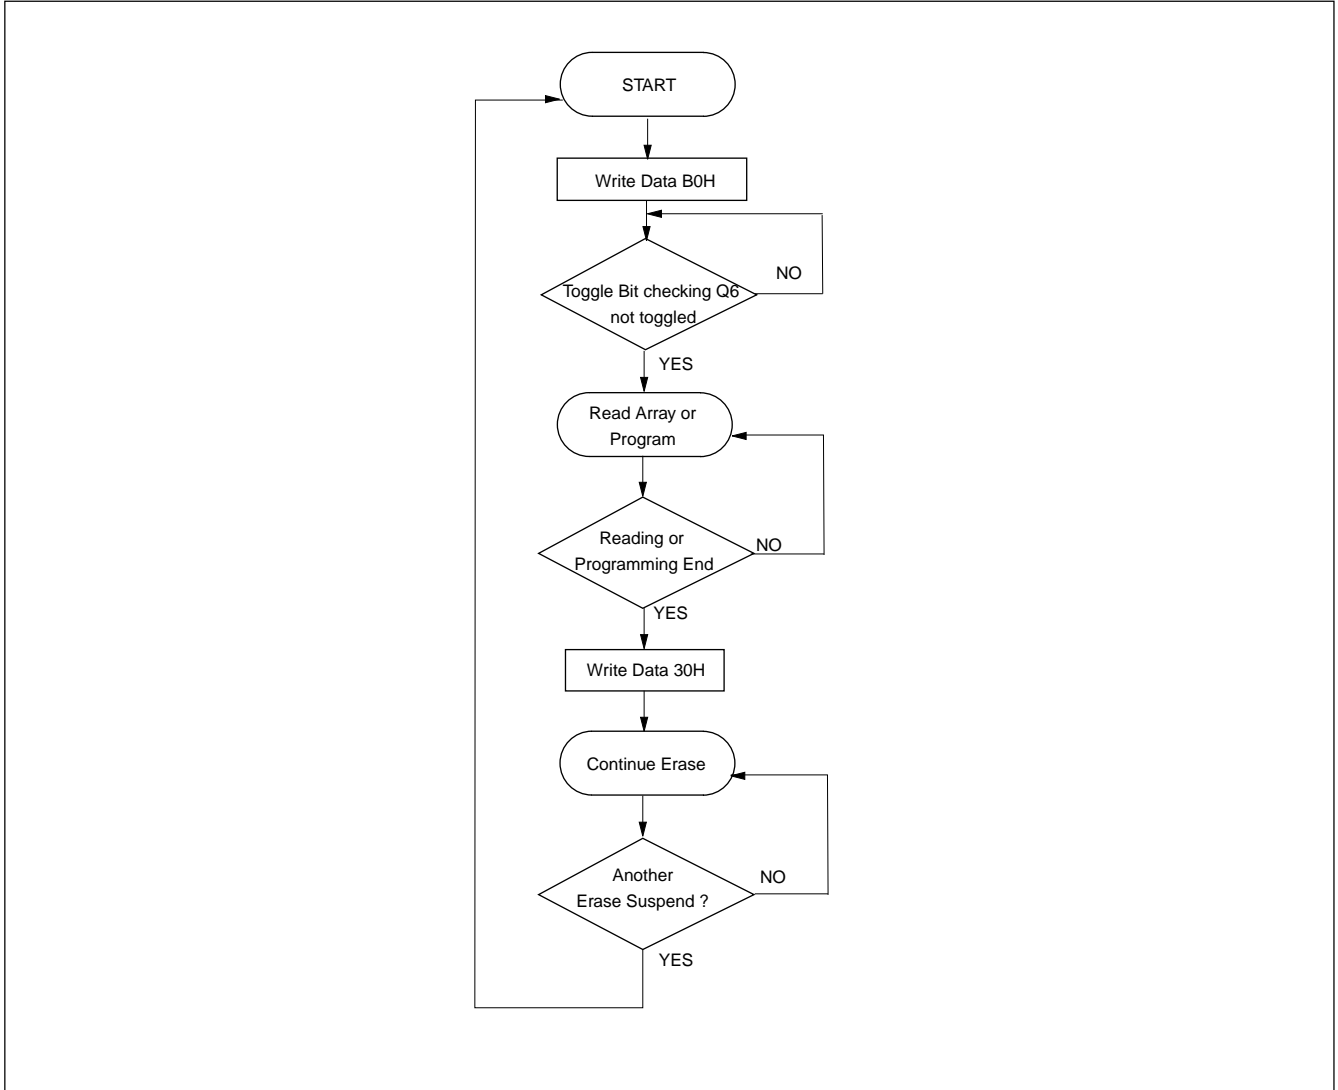 START
Write Data B0H
NO
Toggle Bit checking Q6
not toggled
YES
Read Array or
Program
Reading or
NO
Programming End
YES
Write Data 30H
Continue Erase
Another
NO
Erase Suspend ?
YES